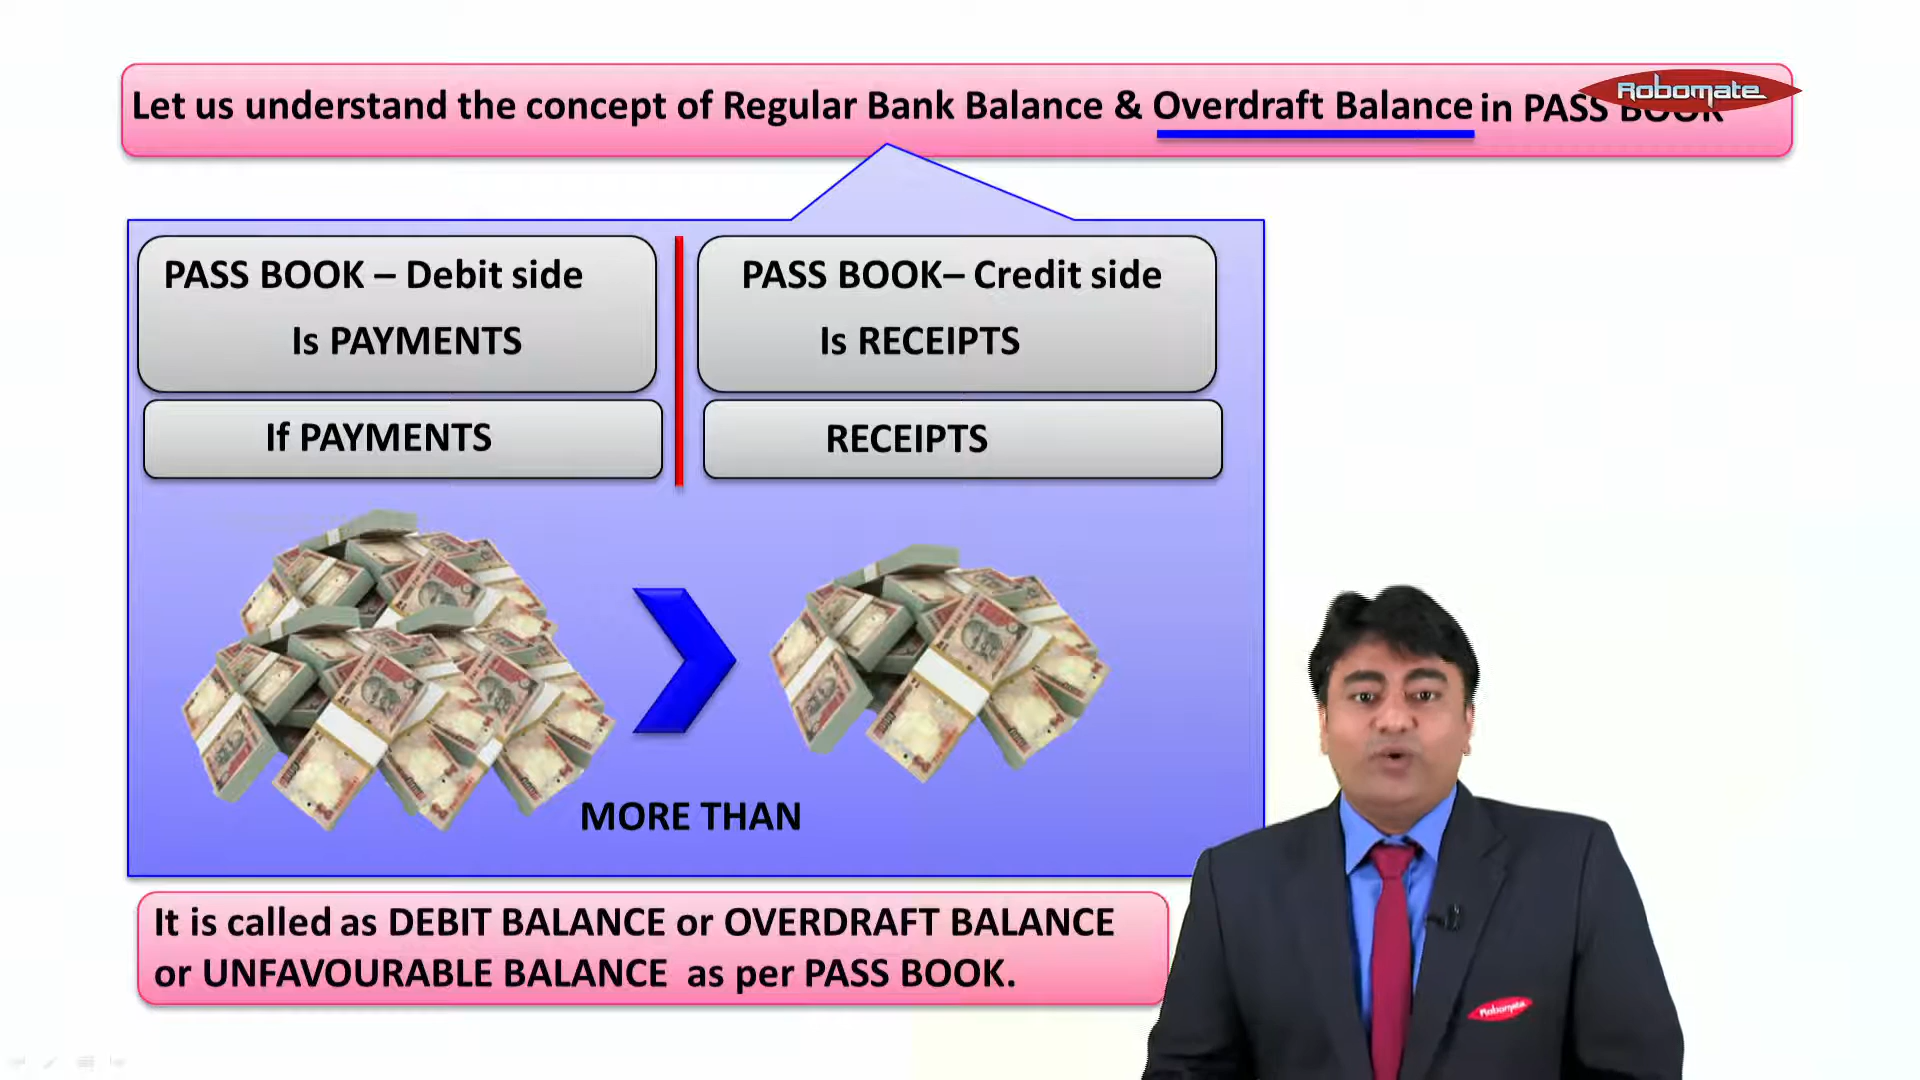 Let us understand the concept of Regular Bank Balance & Overdraft Balance in PASS BOOK
Robomate
PASS BOOK – Debit side
Is PAYMENTS
PASS BOOK– Credit side
Is RECEIPTS
If PAYMENTS
RECEIPTS
MORE THAN
It is called as DEBIT BALANCE or OVERDRAFT BALANCE
or UNFAVOURABLE BALANCE as per PASS BOOK.
Robomate